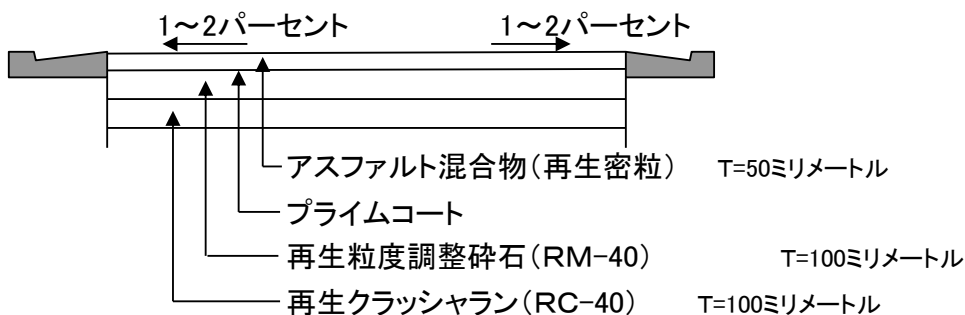 1～2パーセント 1～2パーセント
アスファルト混合物（再生密粒） T=50ミリメートル
プライムコート
再生粒度調整砕石（RM-40） T=100ミリメートル
再生クラッシャラン（RC-40） T=100ミリメートル